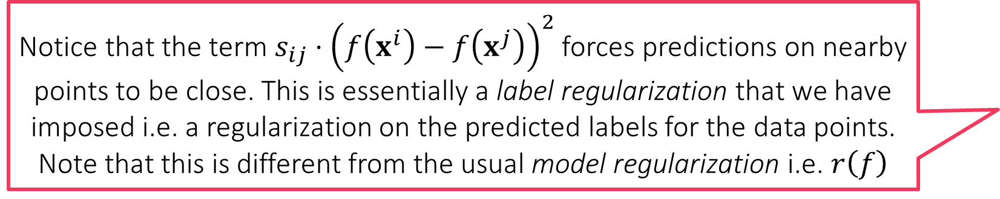 Notice that the term $s_{ij} \cdot \left(f(\mathbf{x}^i) - f(\mathbf{x}^j)\right)^2$ forces predictions on nearby
points to be close. This is essentially a label regularization that we have
imposed i.e. a regularization on the predicted labels for the data points.
Note that this is different from the usual model regularization i.e. $r(f)$